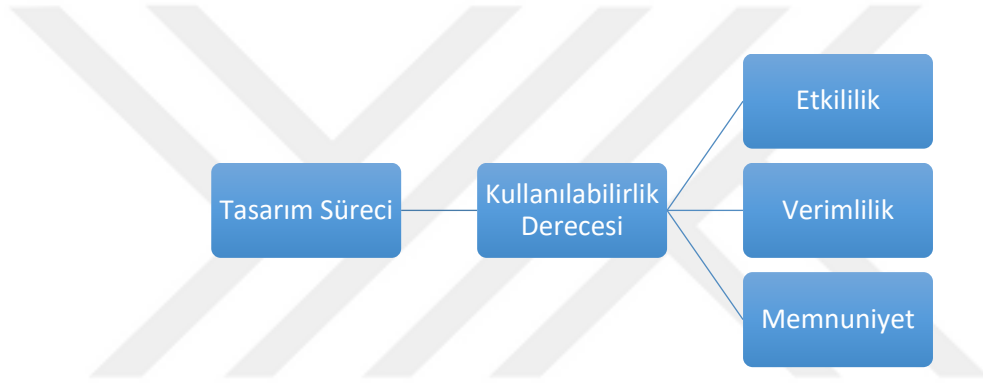 Tasarım Süreci
Kullanılabilirlik
Derecesi
Etkililik
Verimlilik
Memnuniyet